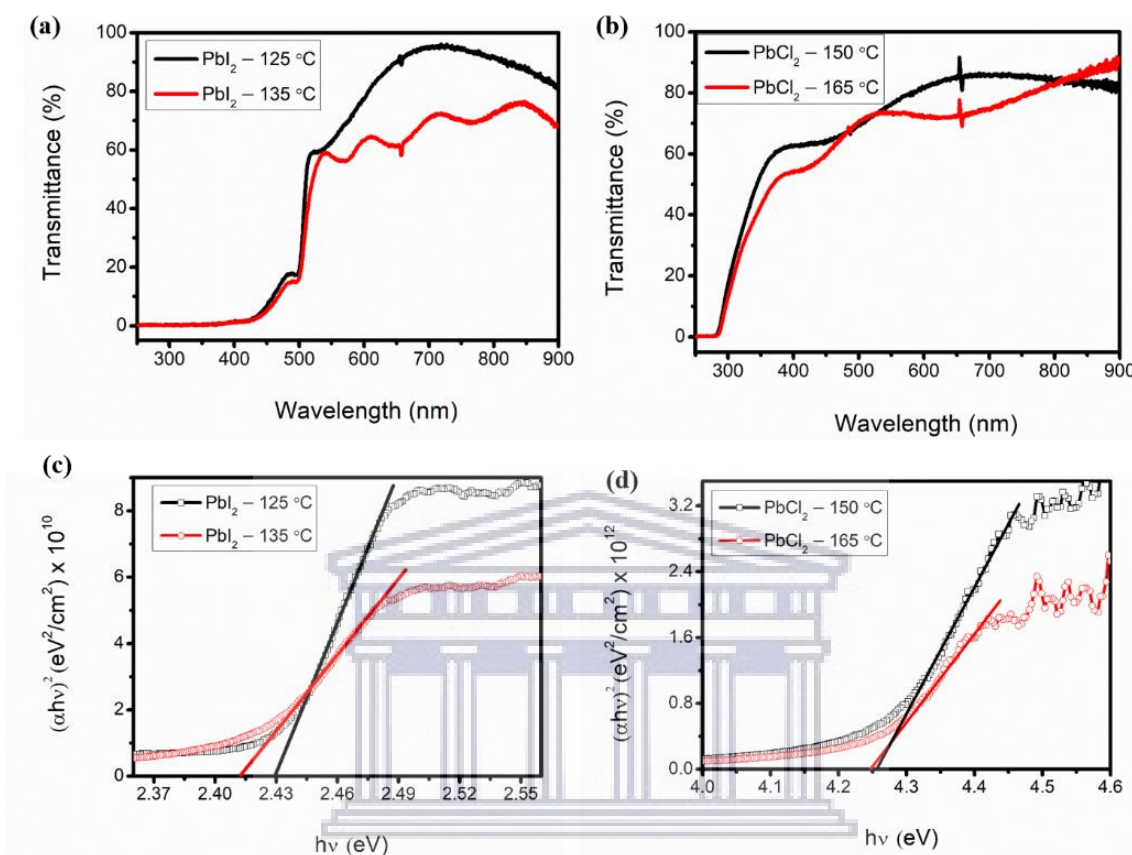 (a)
PbI₂ – 125 °C
PbI₂ – 135 °C
100
80
60
40
20
0
Transmittance (%)
300 400 500 600 700 800 900
Wavelength (nm)
(b)
PbCl₂ – 150 °C
PbCl₂ – 165 °C
100
80
60
40
20
0
Transmittance (%)
300 400 500 600 700 800 900
Wavelength (nm)
(c)
PbI₂ – 125 °C
PbI₂ – 135 °C
8
6
4
2
0
(αhν)² (eV²/cm²) x 10¹⁰
2.37 2.40 2.43 2.46 2.49 2.52 2.55
hν (eV)
(d)
PbCl₂ – 150 °C
PbCl₂ – 165 °C
3.2
2.4
1.6
0.8
0.0
(αhν)² (eV²/cm²) x 10¹²
4.0 4.1 4.2 4.3 4.4 4.5 4.6
hν (eV)